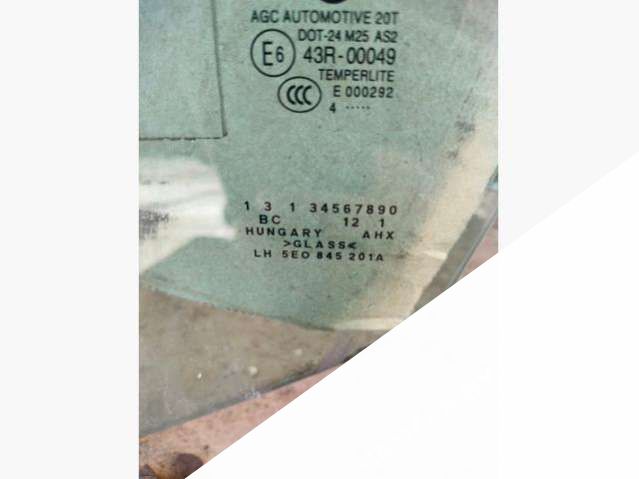 AGC AUTOMOTIVE 20T
DOT-24 M25 AS2
E6 43R-00049
TEMPERLITE
CCC E 000292
4 .....
1 3 1 34567890
BC 12 1
HUNGARY AHX
>GLASS<
LH 5E0 845 201A